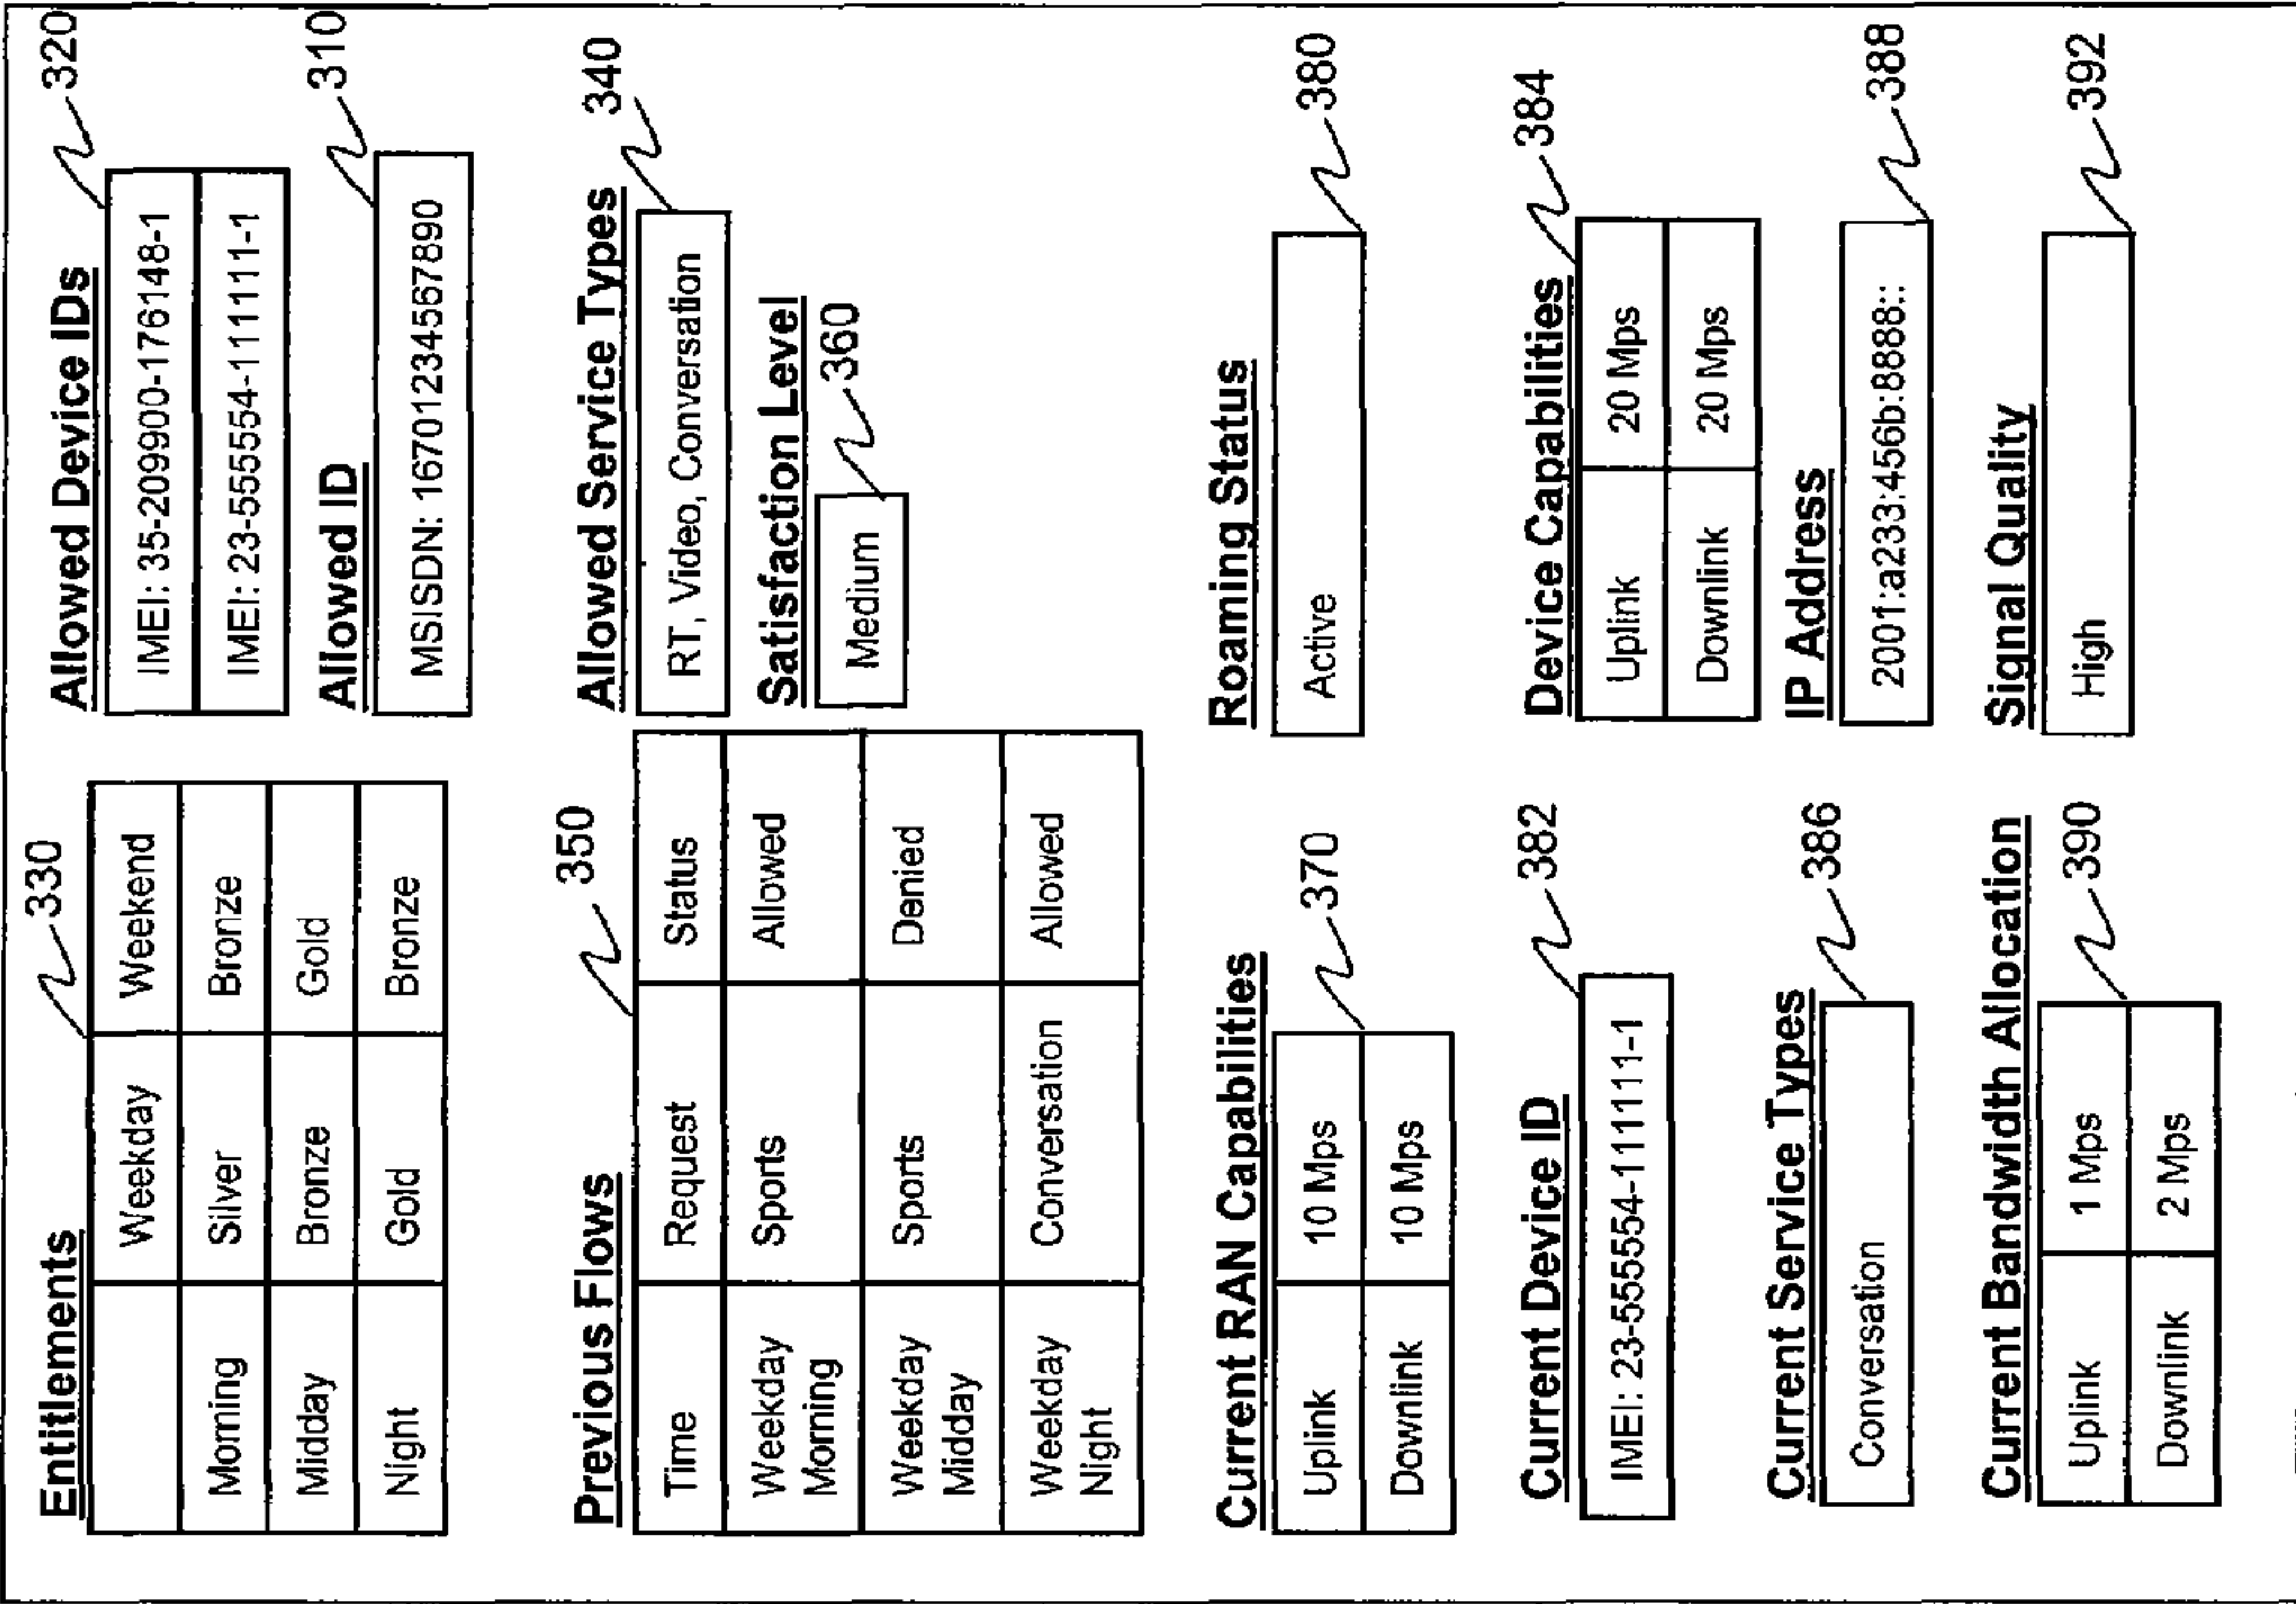 Entitlements
330
Weekday Weekend
Morning Silver Bronze
Midday Bronze Gold
Night Gold Bronze
Allowed Device IDs
320
IMEI: 35-209900-176148-1
IMEI: 23-555554-111111-1
Allowed ID
310
MSISDN: 16701234567890
Previous Flows
350
Time Request Status
Weekday
Morning
Sports Allowed
Weekday
Midday
Sports Denied
Weekday
Night
Conversation Allowed
Allowed Service Types
340
RT, Video, Conversation
Satisfaction Level
360
Medium
Current RAN Capabilities
370
Uplink 10 Mps
Downlink 10 Mps
Roaming Status
380
Active
Current Device ID
382
IMEI: 23-555554-111111-1
Device Capabilities
384
Uplink 20 Mps
Downlink 20 Mps
Current Service Types
386
Conversation
IP Address
388
2001:a233:456b:8888::
Current Bandwidth Allocation
390
Uplink 1 Mps
Downlink 2 Mps
Signal Quality
392
High